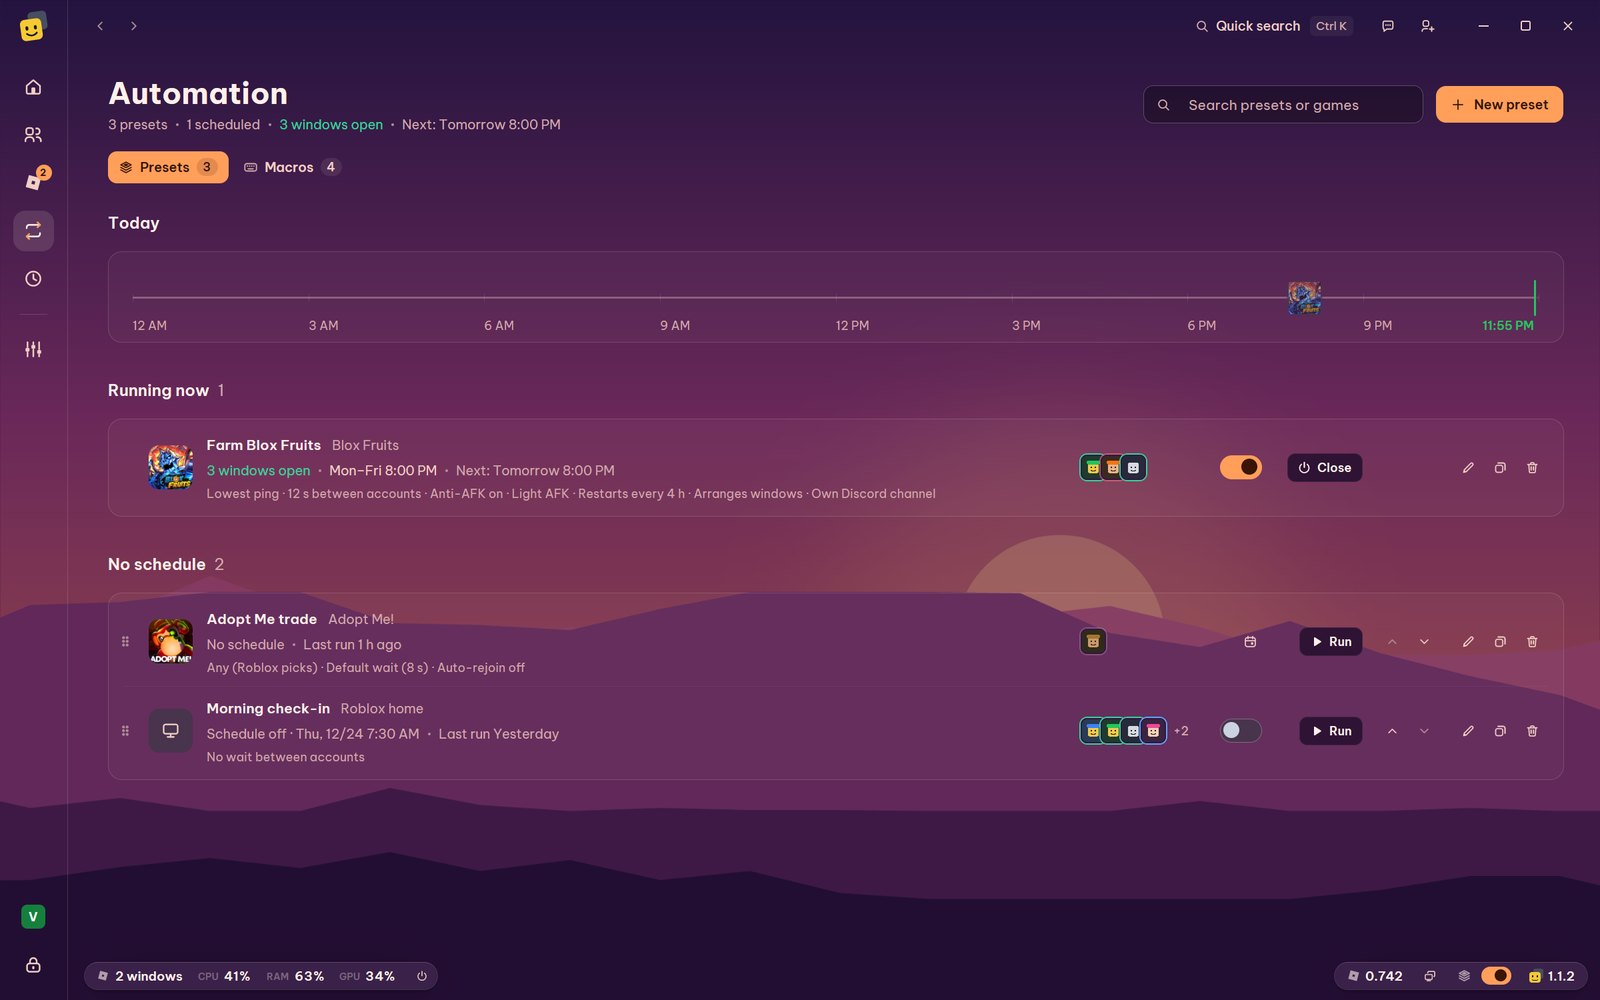 Quick search Ctrl K
Automation
3 presets • 1 scheduled • 3 windows open • Next: Tomorrow 8:00 PM
Search presets or games
New preset
2
Presets 3 Macros 4
Today
12 AM 3 AM 6 AM 9 AM 12 PM 3 PM 6 PM 9 PM 11:55 PM
Running now 1
Farm Blox Fruits Blox Fruits
3 windows open • Mon–Fri 8:00 PM • Next: Tomorrow 8:00 PM
Lowest ping · 12 s between accounts · Anti-AFK on · Light AFK · Restarts every 4 h · Arranges windows · Own Discord channel
Close
No schedule 2
Adopt Me trade Adopt Me!
No schedule • Last run 1 h ago
Any (Roblox picks) · Default wait (8 s) · Auto-rejoin off
ADOPT ME!
Run
Morning check-in Roblox home
Schedule off · Thu, 12/24 7:30 AM • Last run Yesterday
No wait between accounts
+2
Run
V
2 windows CPU 41% RAM 63% GPU 34%
0.742
1.1.2